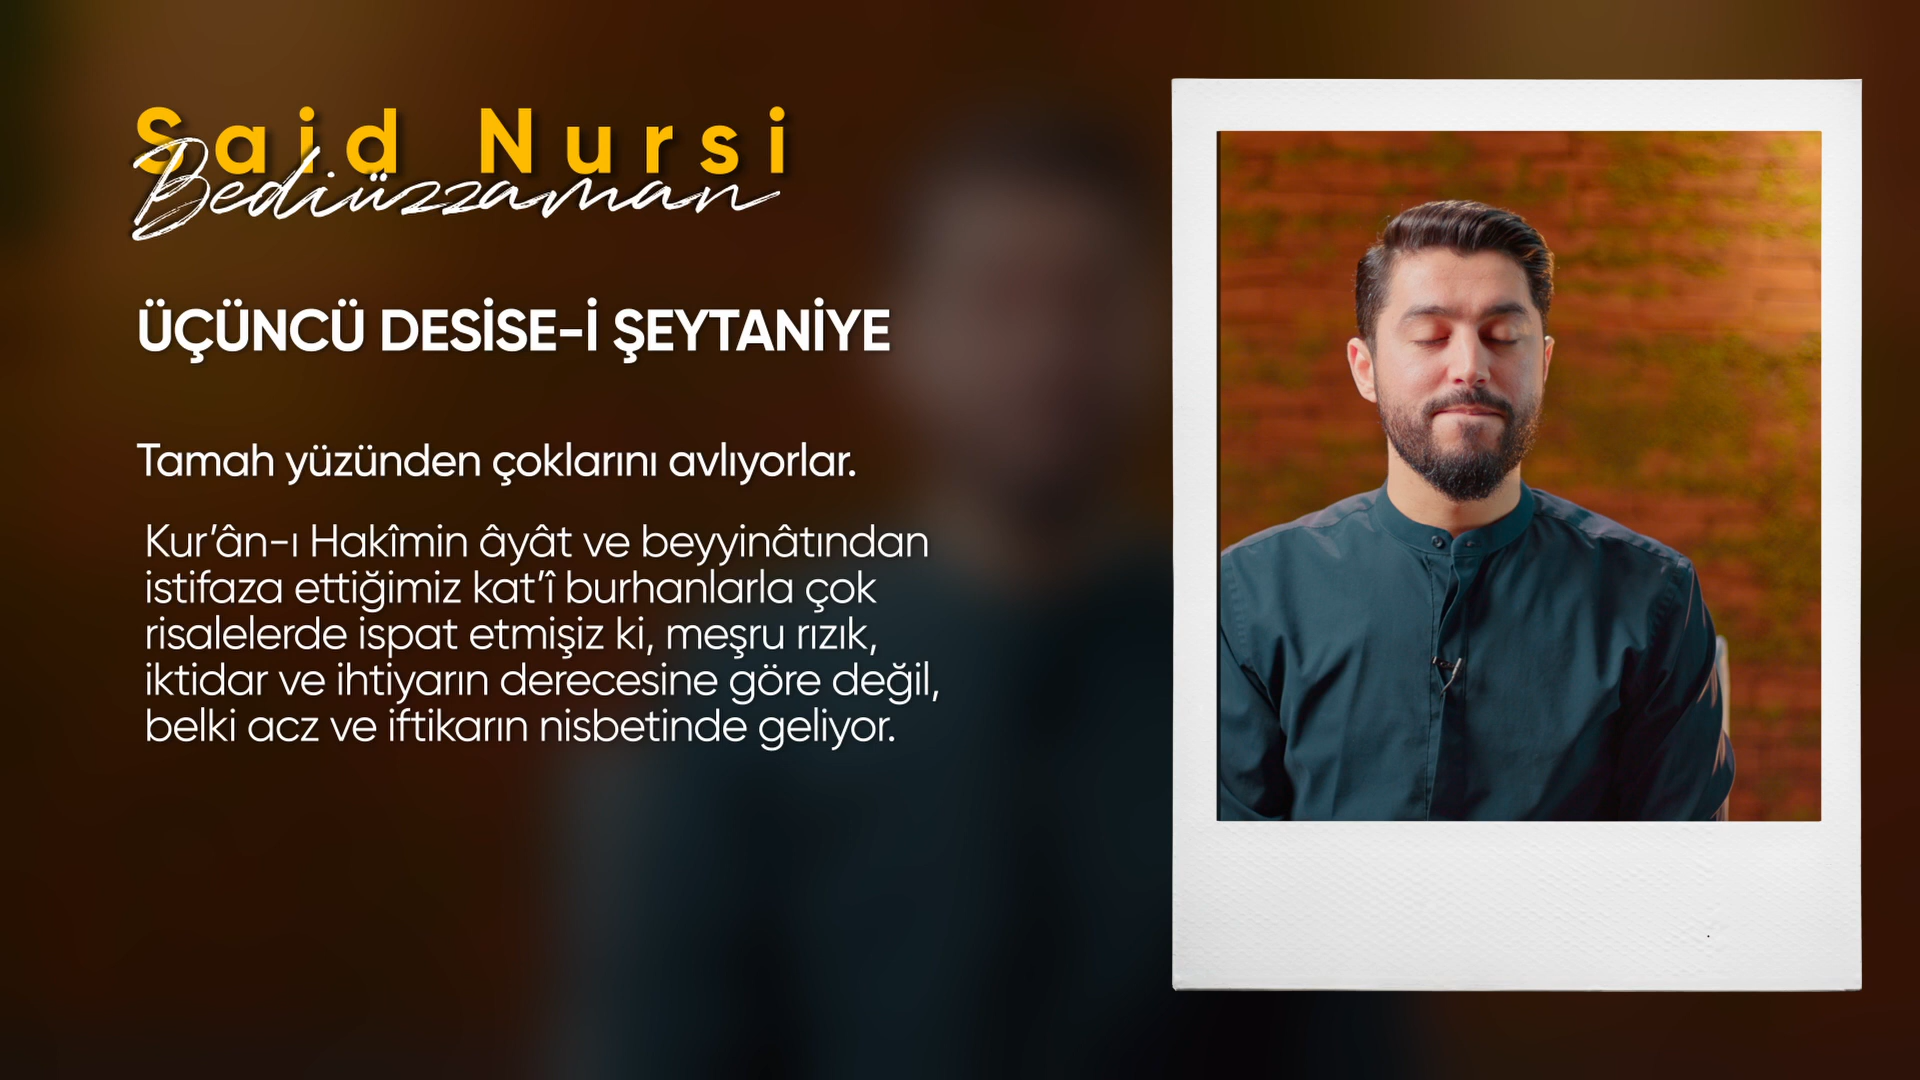 Said Nursi
Bediüzzaman
ÜÇÜNCÜ DESİSE-İ ŞEYTANİYE
Tamah yüzünden çoklarını avlıyorlar.
Kur’ân-ı Hakîmin âyât ve beyyinâtından
istifaza ettiğimiz kat’î burhanlarla çok
risalelerde ispat etmişiz ki, meşru rızık,
iktidar ve ihtiyarın derecesine göre değil,
belki acz ve iftikarın nisbetinde geliyor.